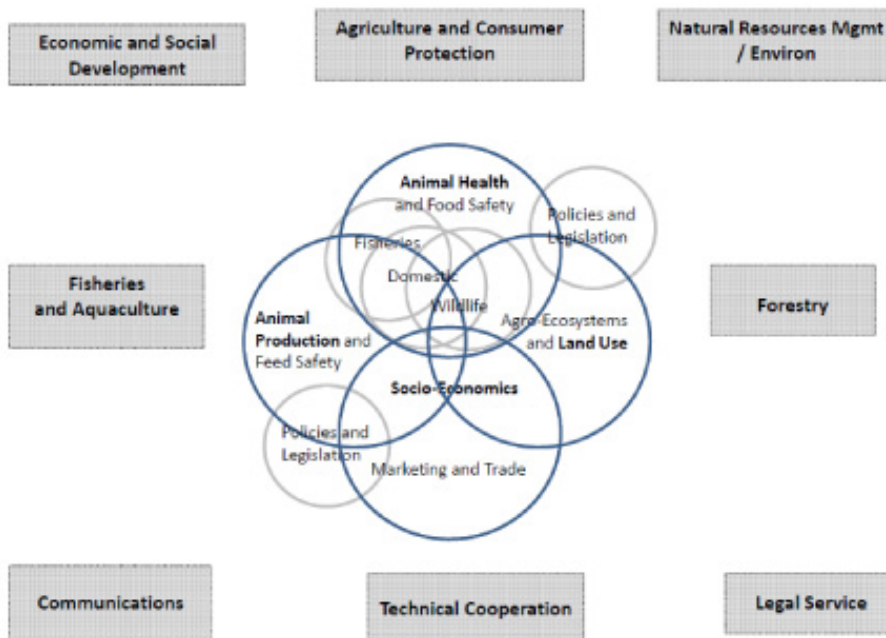 Economic and Social
Development
Agriculture and Consumer
Protection
Natural Resources Mgmt
/ Environ
Animal Health
and Food Safety
Policies and
Legislation
Fisheries
Domestic
Wildlife
Fisheries
and Aquaculture
Animal
Production and
Feed Safety
Agro-Ecosystems
and Land Use
Forestry
Socio-Economics
Policies and
Legislation
Marketing and Trade
Communications
Technical Cooperation
Legal Service